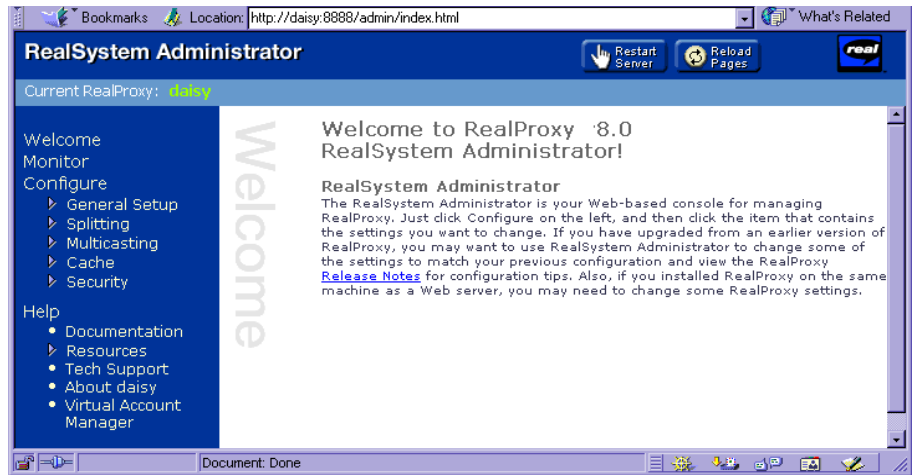 Bookmarks Location: http://daisy:8888/admin/index.html What's Related
RealSystem Administrator
Restart Server
Reload Pages
real
Current RealProxy: daisy
Welcome
Monitor
Configure
General Setup
Splitting
Multicasting
Cache
Security
Help
Documentation
Resources
Tech Support
About daisy
Virtual Account
Manager
Welcome
Welcome to RealProxy 8.0
RealSystem Administrator!
RealSystem Administrator
The RealSystem Administrator is your Web-based console for managing
RealProxy. Just click Configure on the left, and then click the item that contains
the settings you want to change. If you have upgraded from an earlier version of
RealProxy, you may want to use RealSystem Administrator to change some of
the settings to match your previous configuration and view the RealProxy
Release Notes for configuration tips. Also, if you installed RealProxy on the same
machine as a Web server, you may need to change some RealProxy settings.
Document: Done